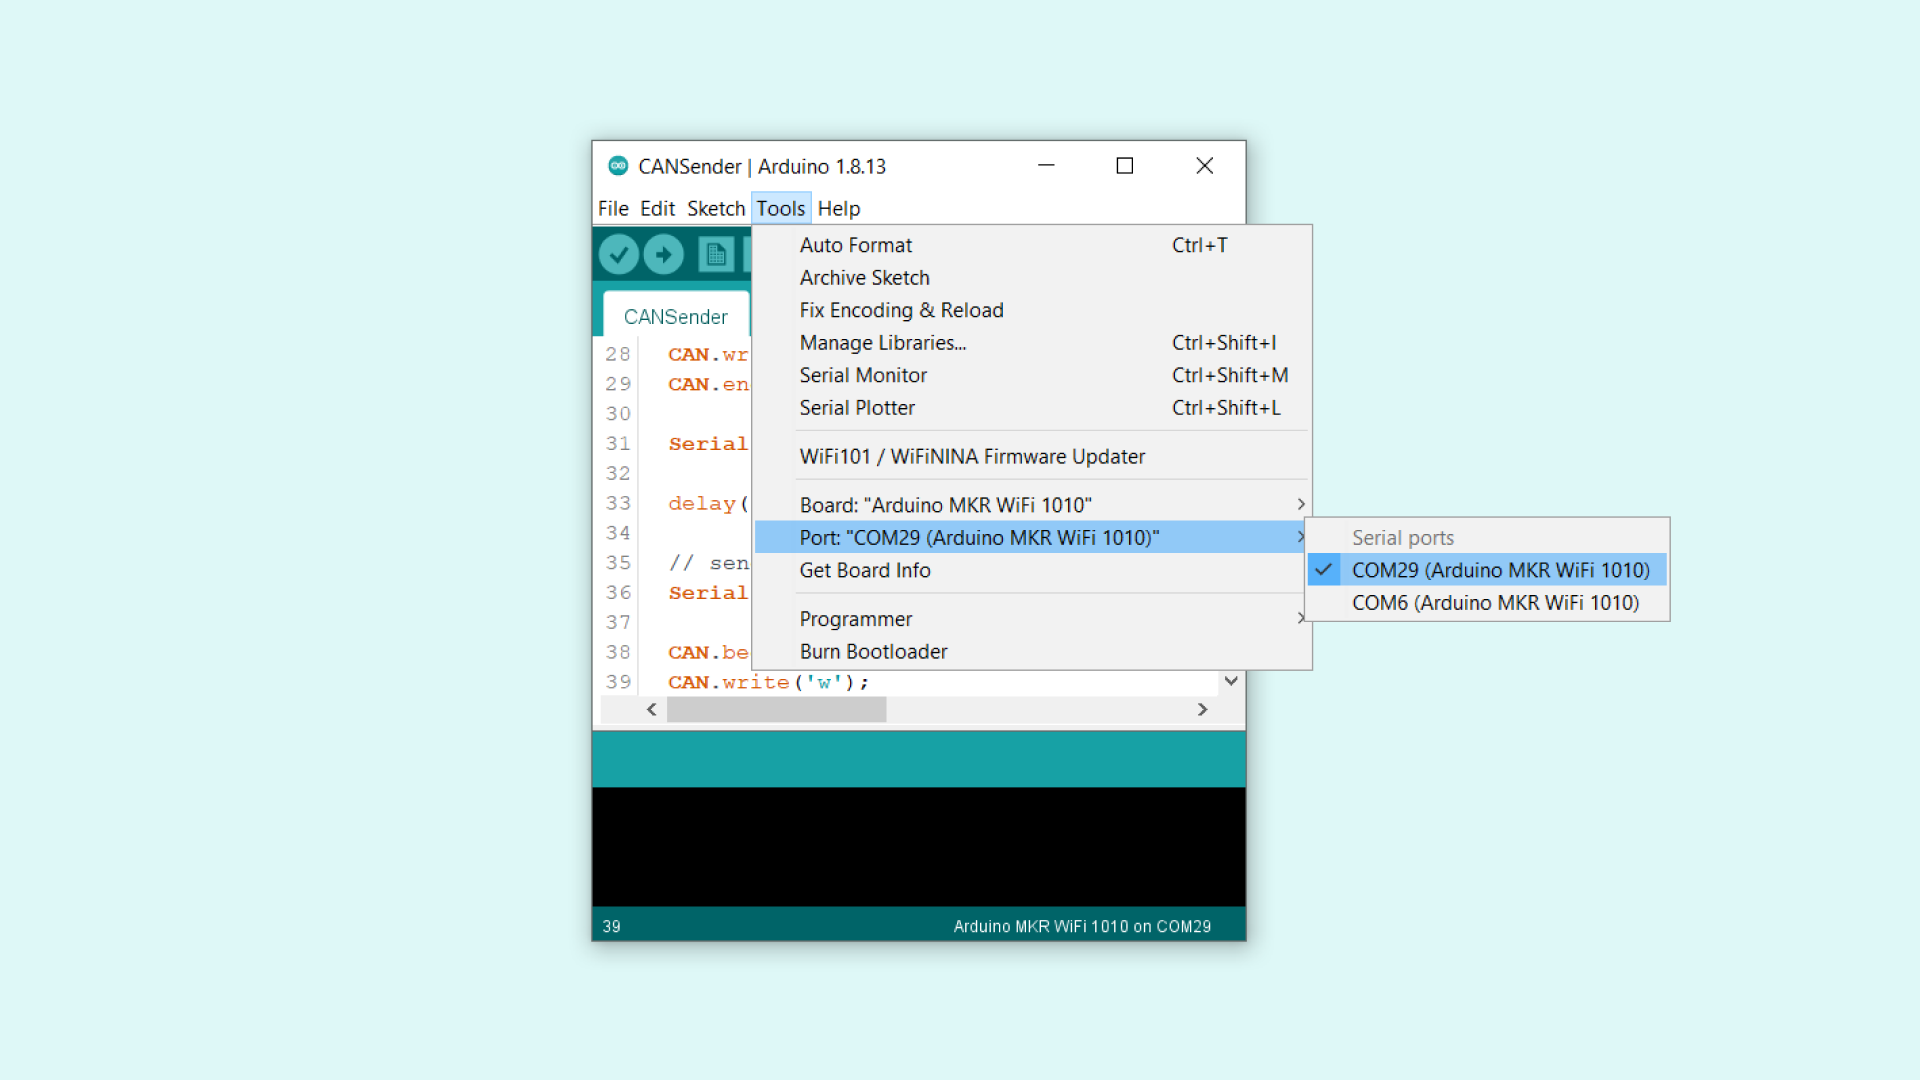 CANSender | Arduino 1.8.13
File Edit Sketch Tools Help
Auto Format Ctrl+T
Archive Sketch
Fix Encoding & Reload
Manage Libraries... Ctrl+Shift+I
Serial Monitor Ctrl+Shift+M
Serial Plotter Ctrl+Shift+L
WiFi101 / WiFiNINA Firmware Updater
Board: "Arduino MKR WiFi 1010"
Port: "COM29 (Arduino MKR WiFi 1010)"
Get Board Info
Programmer
Burn Bootloader
Serial ports
COM29 (Arduino MKR WiFi 1010)
COM6 (Arduino MKR WiFi 1010)
CANSender
28 CAN.wr
29 CAN.en
30
31 Serial
32
33 delay(
34
35 // sen
36 Serial
37
38 CAN.be
39 CAN.write('w');
39 Arduino MKR WiFi 1010 on COM29